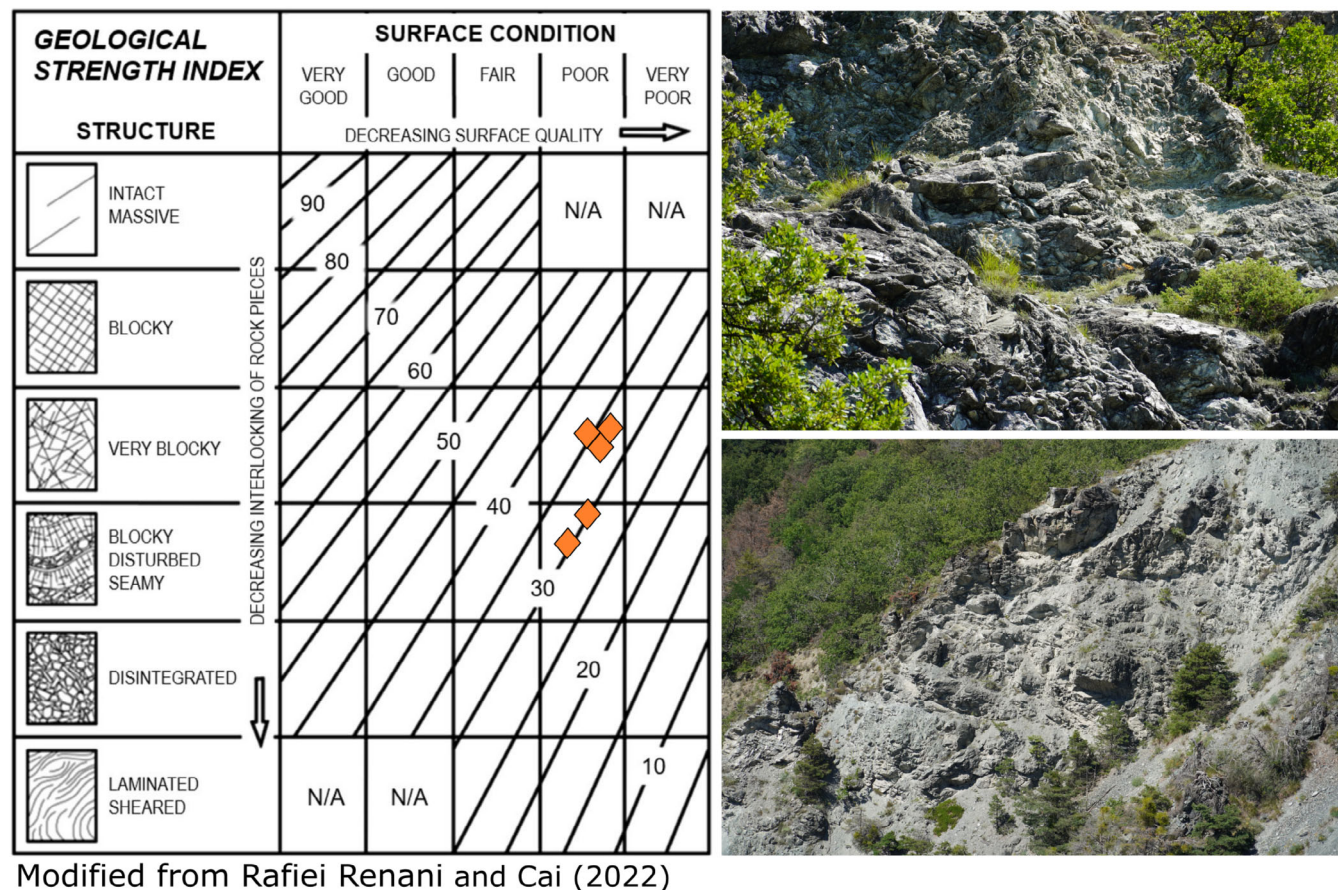 GEOLOGICAL
STRENGTH INDEX
STRUCTURE
SURFACE CONDITION
VERY
GOOD
GOOD
FAIR
POOR
VERY
POOR
DECREASING SURFACE QUALITY
DECREASING INTERLOCKING OF ROCK PIECES
INTACT
MASSIVE
90
80
N/A
N/A
BLOCKY
70
60
VERY BLOCKY
50
BLOCKY
DISTURBED
SEAMY
40
30
DISINTEGRATED
20
LAMINATED
SHEARED
N/A
N/A
10
Modified from Rafiei Renani and Cai (2022)